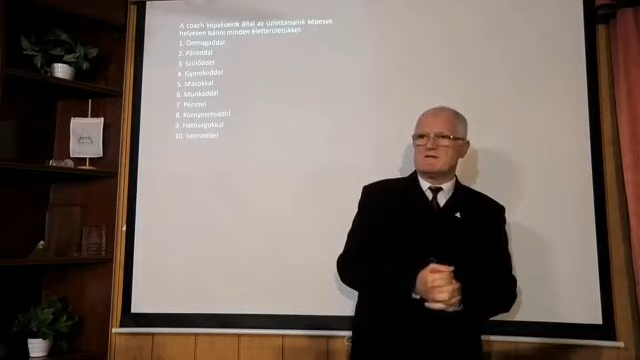 A coach képzéseink által az üzlettársaink képesek
helyesen bánni minden életterületükkel:
1. Önmagaddal
2. Pároddal
3. Szülőddel
4. Gyerekeddel
5. Másokkal
6. Munkáddal
7. Pénzzel
8. Környezeteddel
9. Hatóságokkal
10. Isteneddel